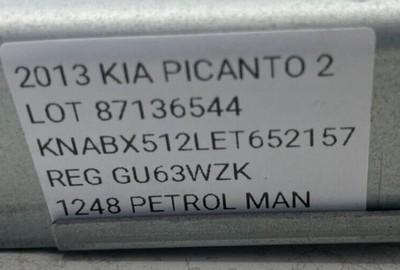 2013 KIA PICANTO 2
LOT 87136544
KNABX512LET652157
REG GU63WZK
1248 PETROL MAN